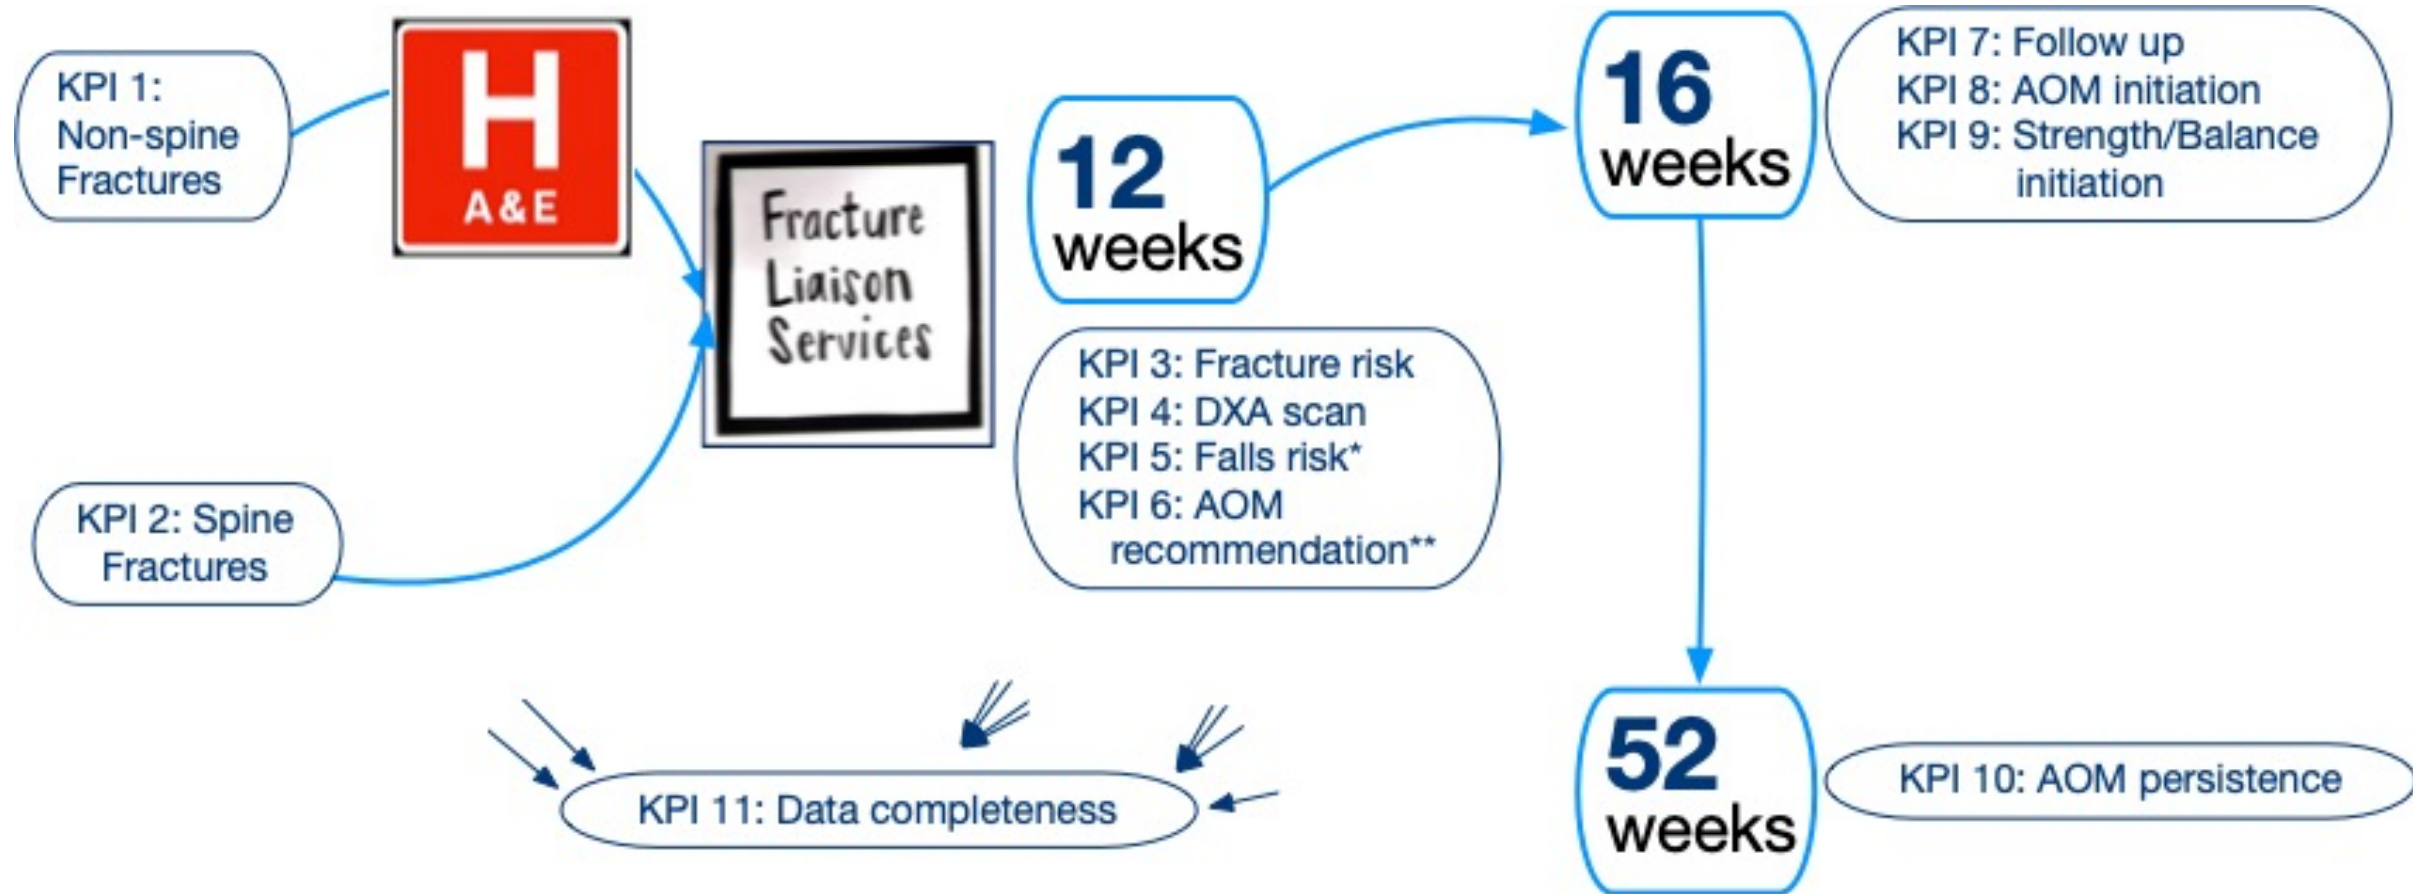 KPI 1:
Non-spine
Fractures
H
A & E
Fracture
Liaison
Services
KPI 2: Spine
Fractures
12
weeks
KPI 3: Fracture risk
KPI 4: DXA scan
KPI 5: Falls risk*
KPI 6: AOM
recommendation**
16
weeks
KPI 7: Follow up
KPI 8: AOM initiation
KPI 9: Strength/Balance
initiation
52
weeks
KPI 10: AOM persistence
KPI 11: Data completeness